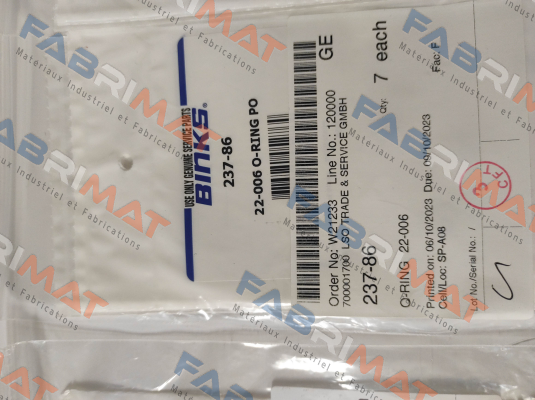 USE ONLY GENUINE SERVICE PARTS
BINKS®
237-86
22-006 O-RING PO
GE
Order No: W21233 Line No.: 120000
700001700 LSO TRADE & SERVICE GMBH
237-86
Qty: 7 each
O-RING 22-006
Printed on: 06/10/2023 Due: 09/10/2023
Cell/Loc: SP-A08
Fac: F
Lot No./Serial No.: /
FABRIMAT
Materiaux Industriel et Fabrications